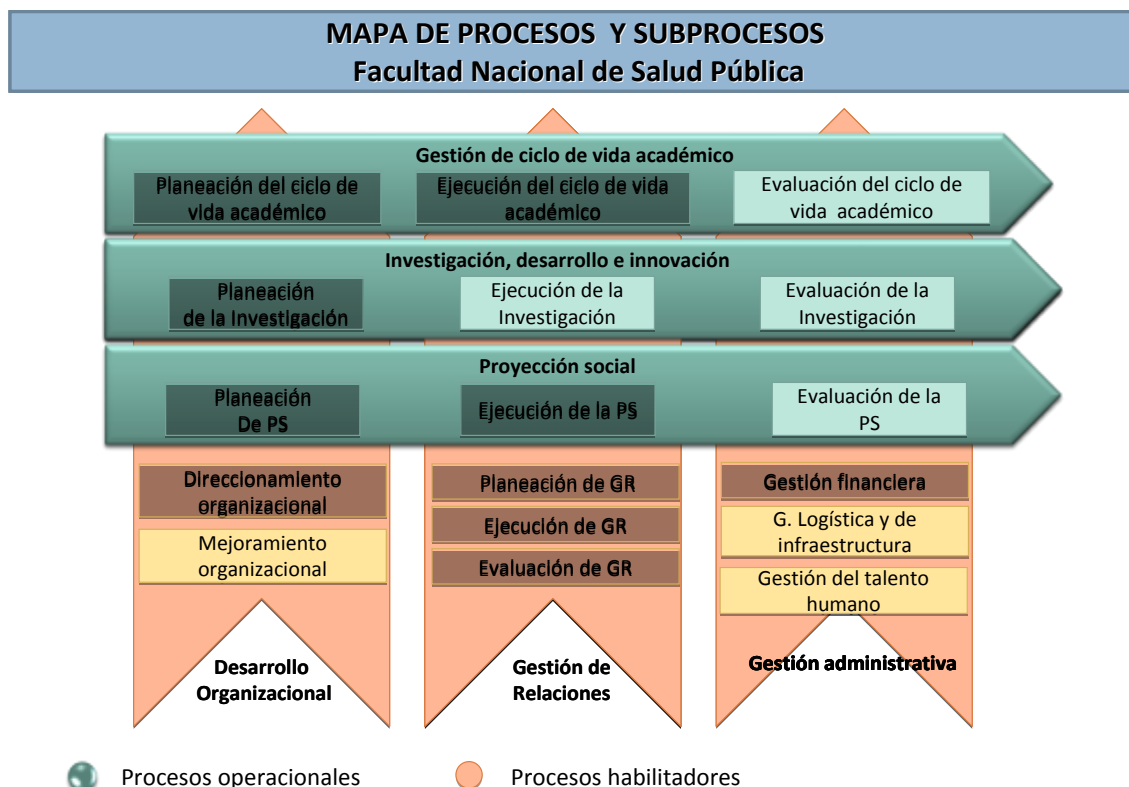 MAPA DE PROCESOS Y SUBPROCESOS
Facultad Nacional de Salud Pública
Gestión de ciclo de vida académico
Planeación del ciclo de
vida académico
Ejecución del ciclo de vida
académico
Evaluación del ciclo de
vida académico
Investigación, desarrollo e innovación
Planeación
de la Investigación
Ejecución de la
Investigación
Evaluación de la
Investigación
Proyección social
Planeación
De PS
Ejecución de la PS
Evaluación de la
PS
Direccionamiento
organizacional
Mejoramiento
organizacional
Planeación de GR
Ejecución de GR
Evaluación de GR
Gestión financiera
G. Logística y de
infraestructura
Gestión del talento
humano
Desarrollo
Organizacional
Gestión de
Relaciones
Gestión administrativa
Procesos operacionales
Procesos habilitadores